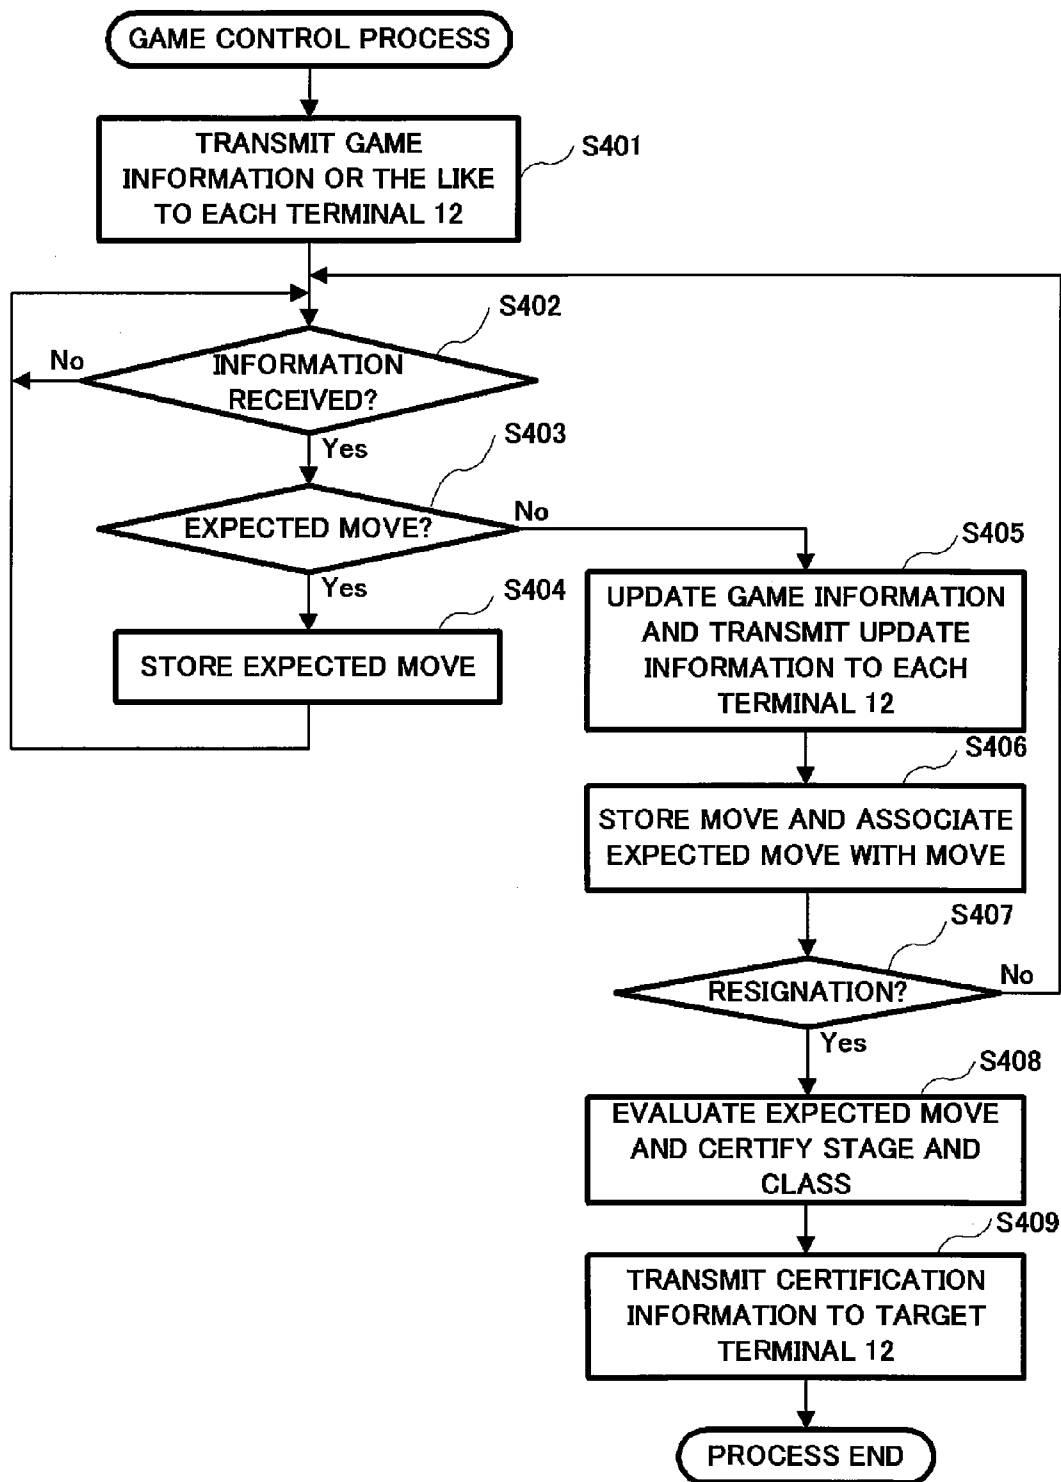 GAME CONTROL PROCESS
TRANSMIT GAME
INFORMATION OR THE LIKE
TO EACH TERMINAL 12
S401
S402
No
INFORMATION
RECEIVED?
Yes
S403
EXPECTED MOVE?
No
Yes
S404
STORE EXPECTED MOVE
S405
UPDATE GAME INFORMATION
AND TRANSMIT UPDATE
INFORMATION TO EACH
TERMINAL 12
S406
STORE MOVE AND ASSOCIATE
EXPECTED MOVE WITH MOVE
S407
RESIGNATION?
No
Yes
S408
EVALUATE EXPECTED MOVE
AND CERTIFY STAGE AND
CLASS
S409
TRANSMIT CERTIFICATION
INFORMATION TO TARGET
TERMINAL 12
PROCESS END